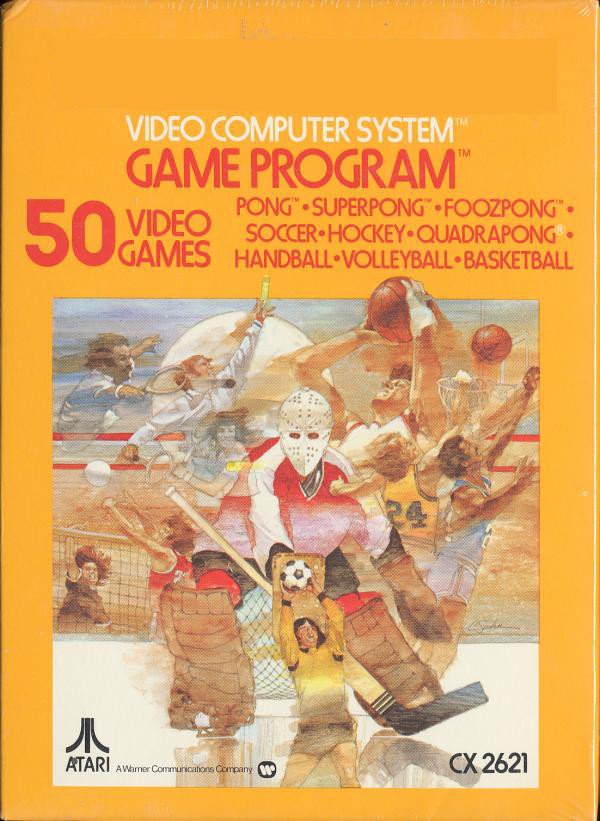 VIDEO COMPUTER SYSTEM™
GAME PROGRAM™
50 VIDEO GAMES
PONG™•SUPERPONG™•FOOZPONG™•
SOCCER•HOCKEY•QUADRAPONG®•
HANDBALL•VOLLEYBALL•BASKETBALL
24
ATARI A Warner Communications Company
CX 2621